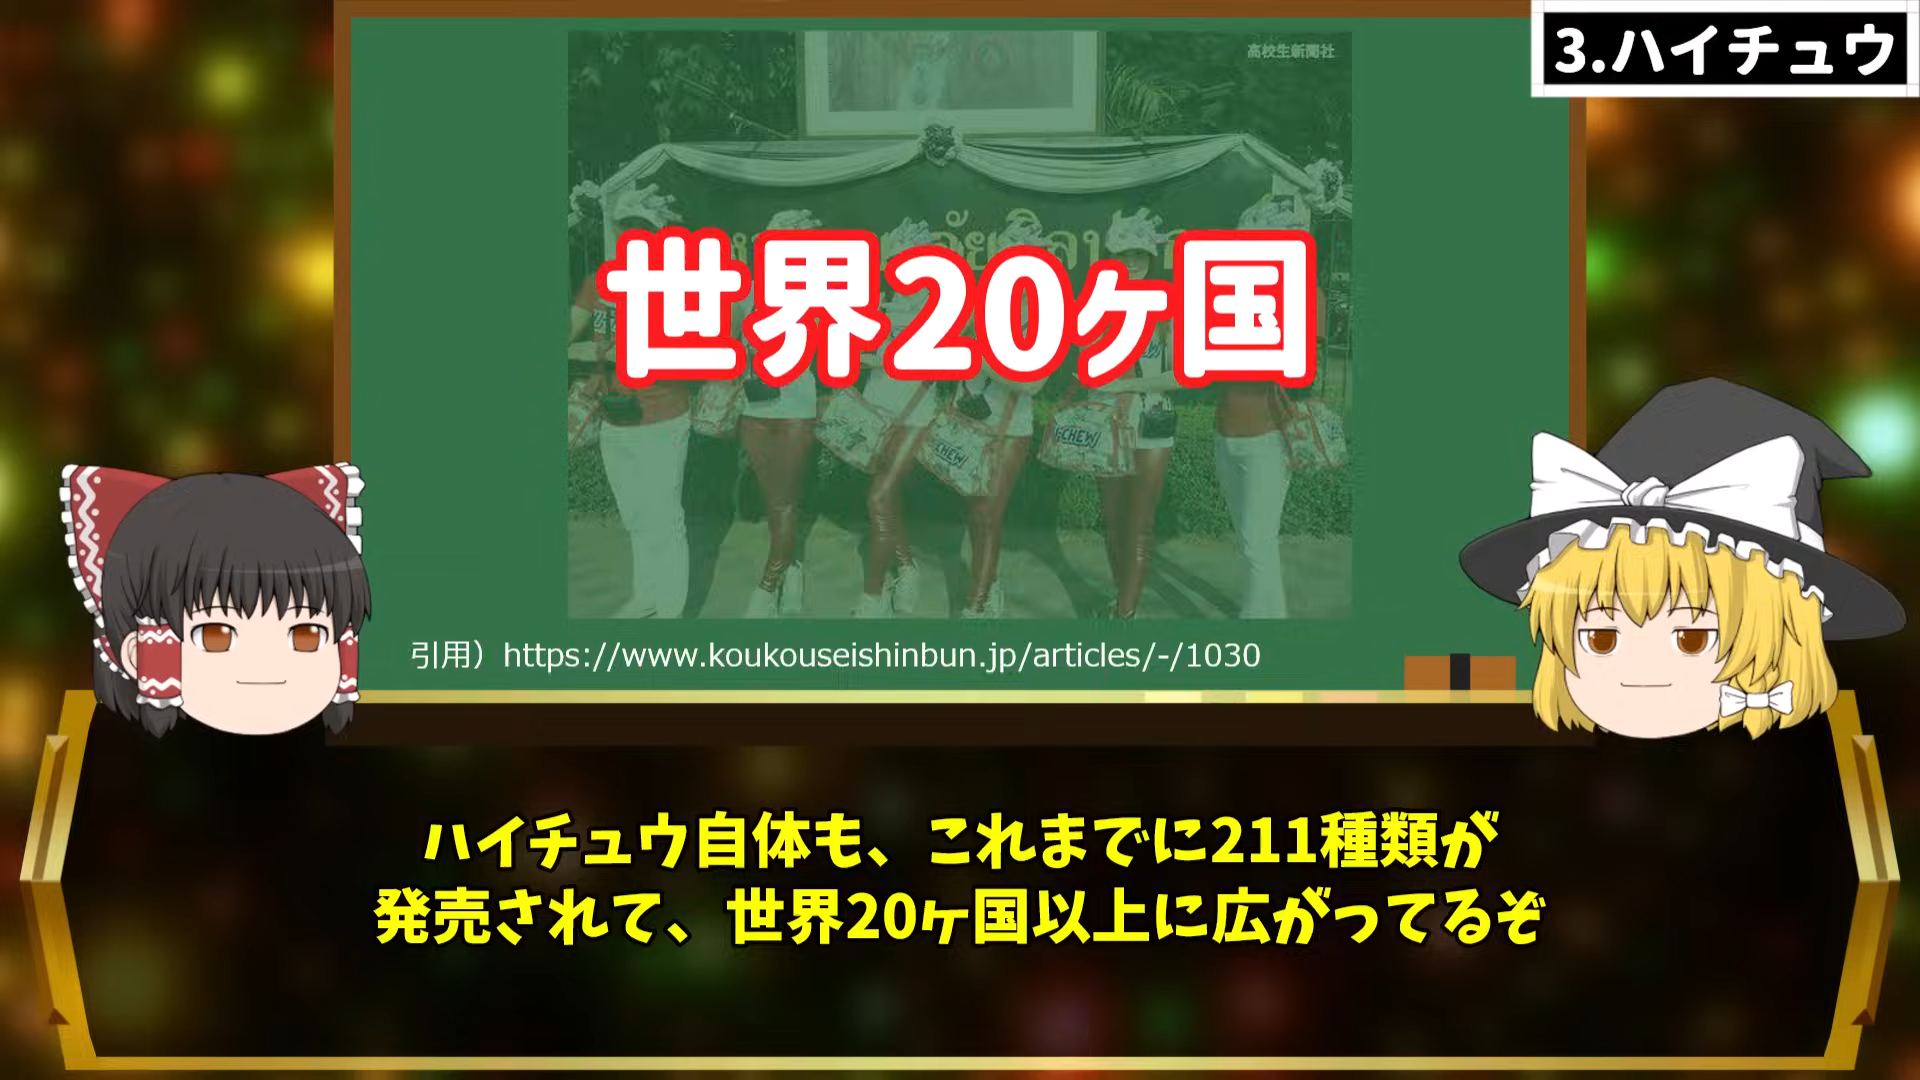 3.ハイチュウ
高校生新聞社
世界20ヶ国
CHEW
I-CHEW
引用）https://www.koukouseishinbun.jp/articles/-/1030
ハイチュウ自体も、これまでに211種類が
発売されて、世界20ヶ国以上に広がってるぞ